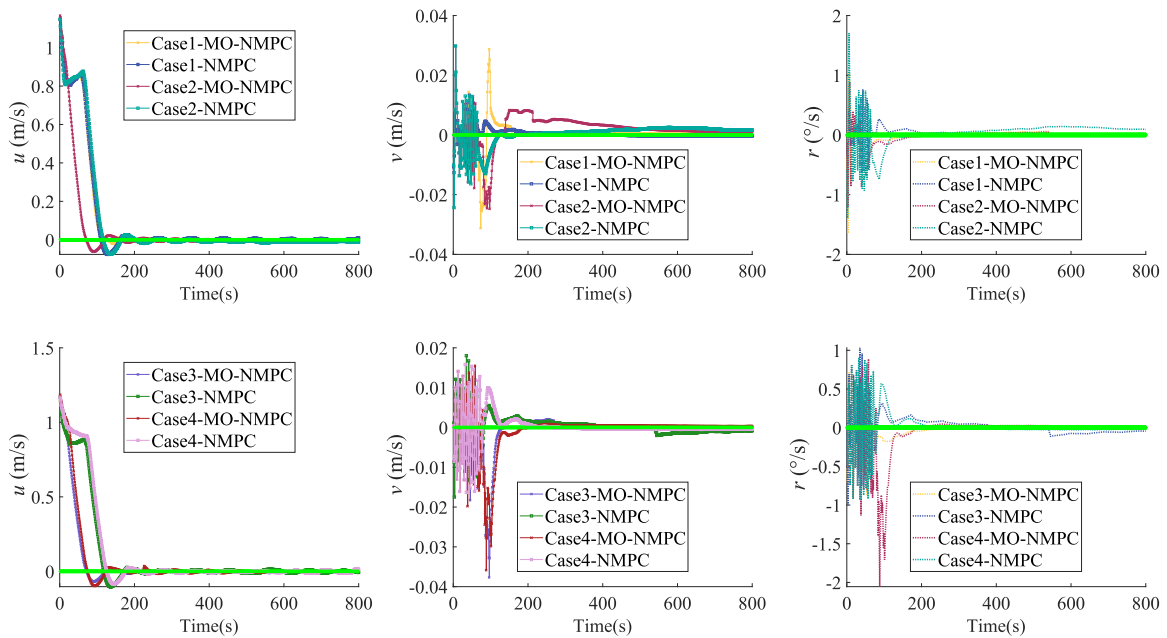 u (m/s)
1
0.8
0.6
0.4
0.2
0
0
200
400
600
800
Time(s)
Case1-MO-NMPC
Case1-NMPC
Case2-MO-NMPC
Case2-NMPC
v (m/s)
0.04
0.02
0
-0.02
-0.04
0
200
400
600
800
Time(s)
Case1-MO-NMPC
Case1-NMPC
Case2-MO-NMPC
Case2-NMPC
r (°/s)
2
1
0
-1
-2
0
200
400
600
800
Time(s)
Case1-MO-NMPC
Case1-NMPC
Case2-MO-NMPC
Case2-NMPC
u (m/s)
1.5
1
0.5
0
0
200
400
600
800
Time(s)
Case3-MO-NMPC
Case3-NMPC
Case4-MO-NMPC
Case4-NMPC
v (m/s)
0.02
0.01
0
-0.01
-0.02
-0.03
-0.04
0
200
400
600
800
Time(s)
Case3-MO-NMPC
Case3-NMPC
Case4-MO-NMPC
Case4-NMPC
r (°/s)
1
0.5
0
-0.5
-1
-1.5
-2
0
200
400
600
800
Time(s)
Case3-MO-NMPC
Case3-NMPC
Case4-MO-NMPC
Case4-NMPC